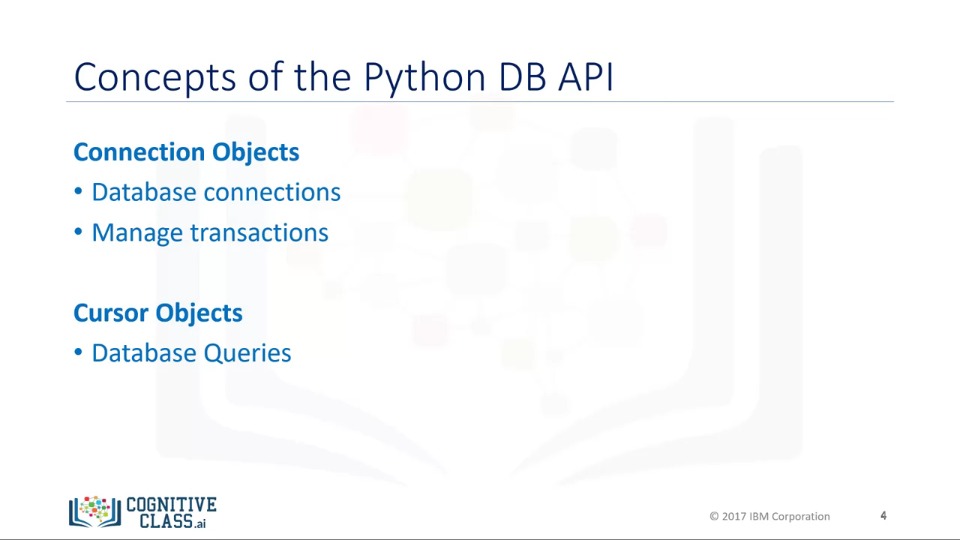 Concepts of the Python DB API
Connection Objects
• Database connections
• Manage transactions
Cursor Objects
• Database Queries
COGNITIVE
CLASS.ai
© 2017 IBM Corporation
4